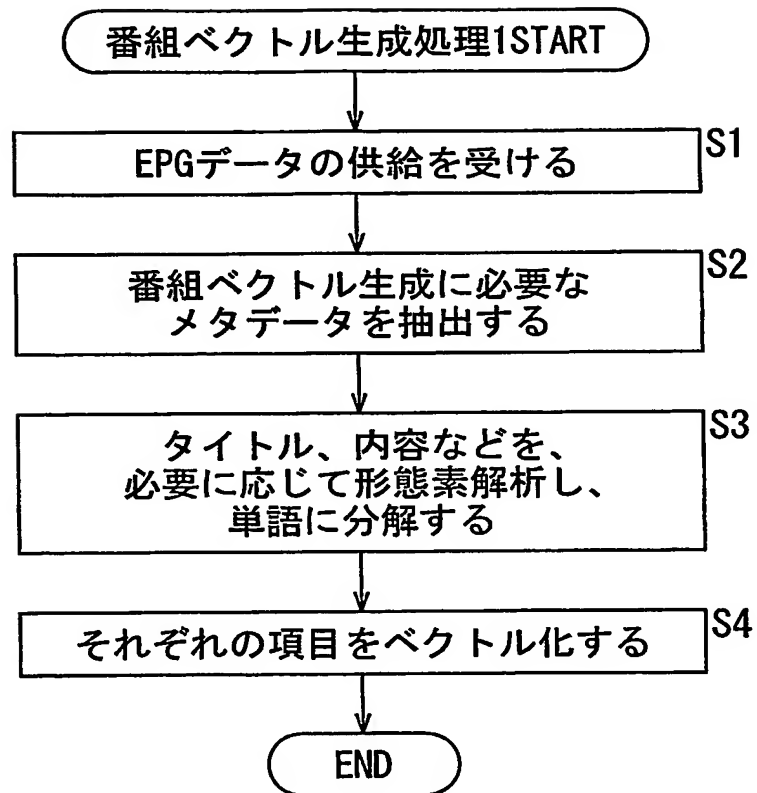 番組ベクトル生成処理1START
EPGデータの供給を受ける
S1
番組ベクトル生成に必要な
メタデータを抽出する
S2
タイトル、内容などを、
必要に応じて形態素解析し、
単語に分解する
S3
それぞれの項目をベクトル化する
S4
END